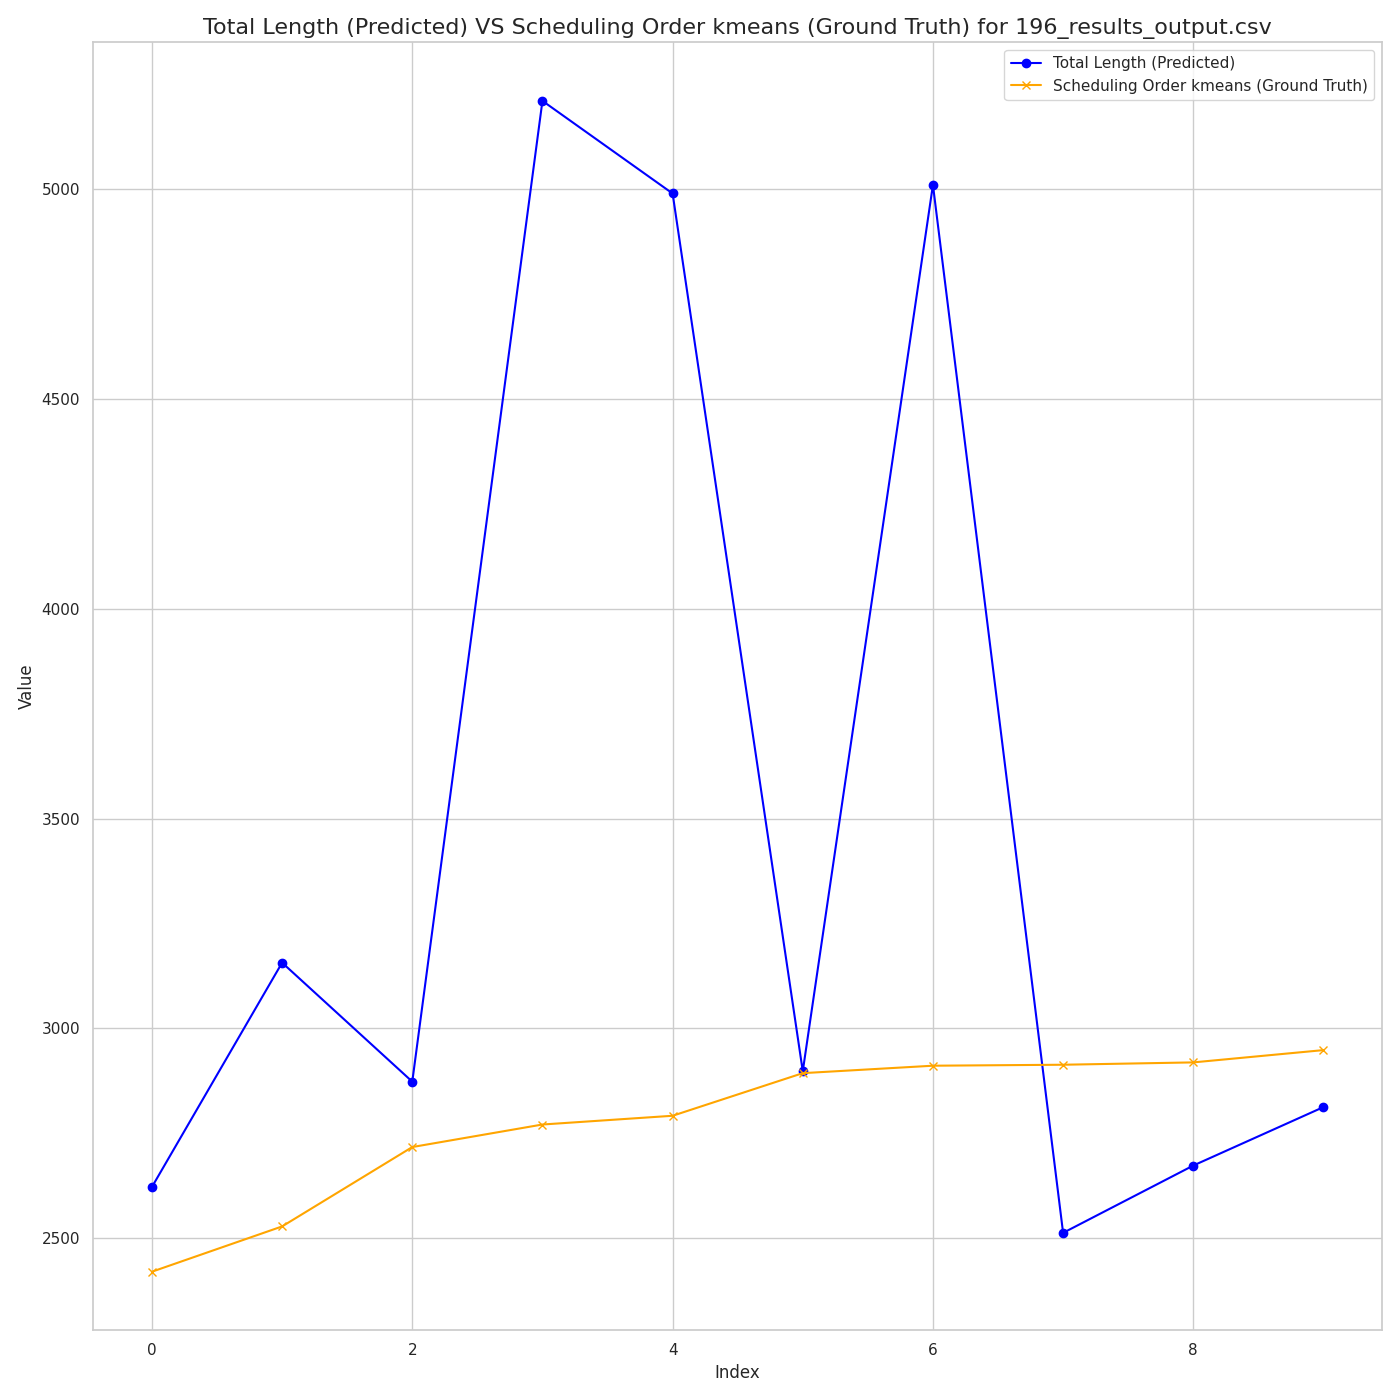 Total Length (Predicted) VS Scheduling Order kmeans (Ground Truth) for 196_results_output.csv
Total Length (Predicted)
Scheduling Order kmeans (Ground Truth)
5000
4500
4000
3500
3000
2500
Value
0 2 4 6 8
Index